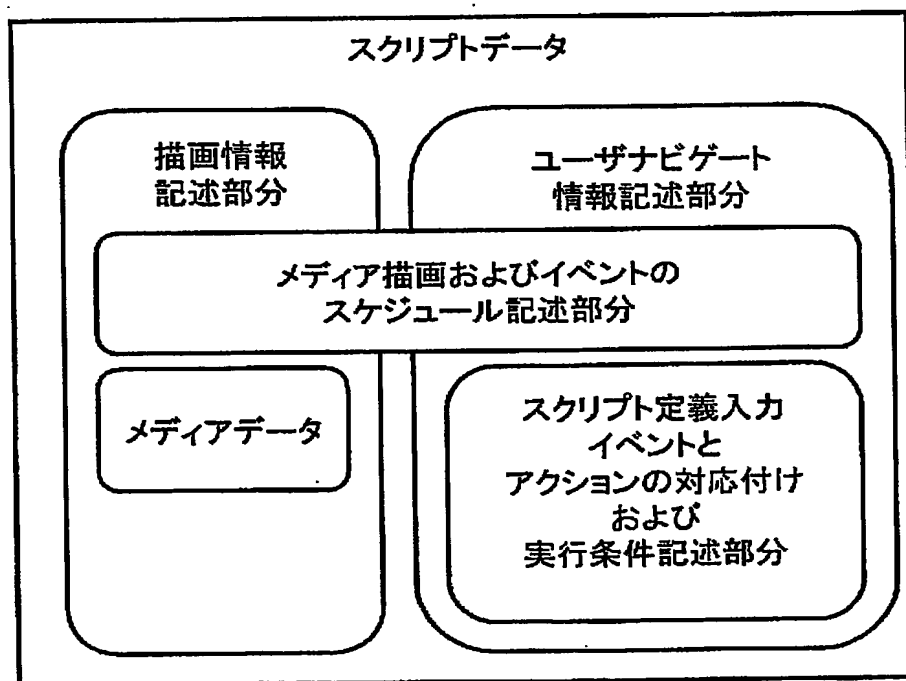 スクリプトデータ
描画情報
記述部分
ユーザナビゲート
情報記述部分
メディア描画およびイベントの
スケジュール記述部分
メディアデータ
スクリプト定義入力
イベントと
アクションの対応付け
および
実行条件記述部分